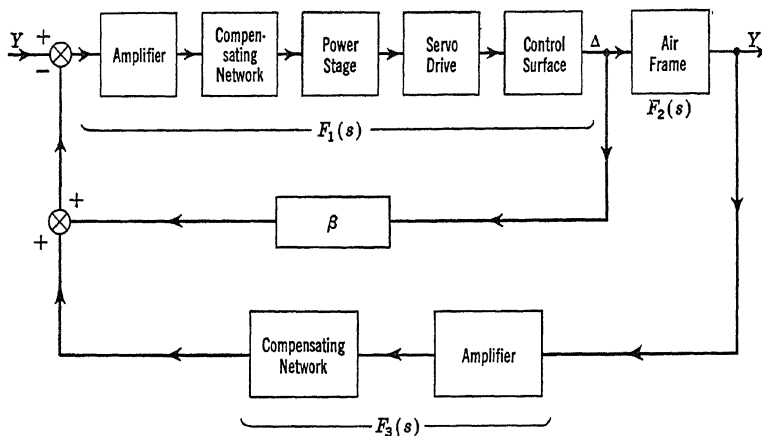 Y
+
−
Amplifier
Compen-
sating
Network
Power
Stage
Servo
Drive
Control
Surface
Δ
Air
Frame
Y
F₁(s)
F₂(s)
+
+
β
Compensating
Network
Amplifier
F₃(s)